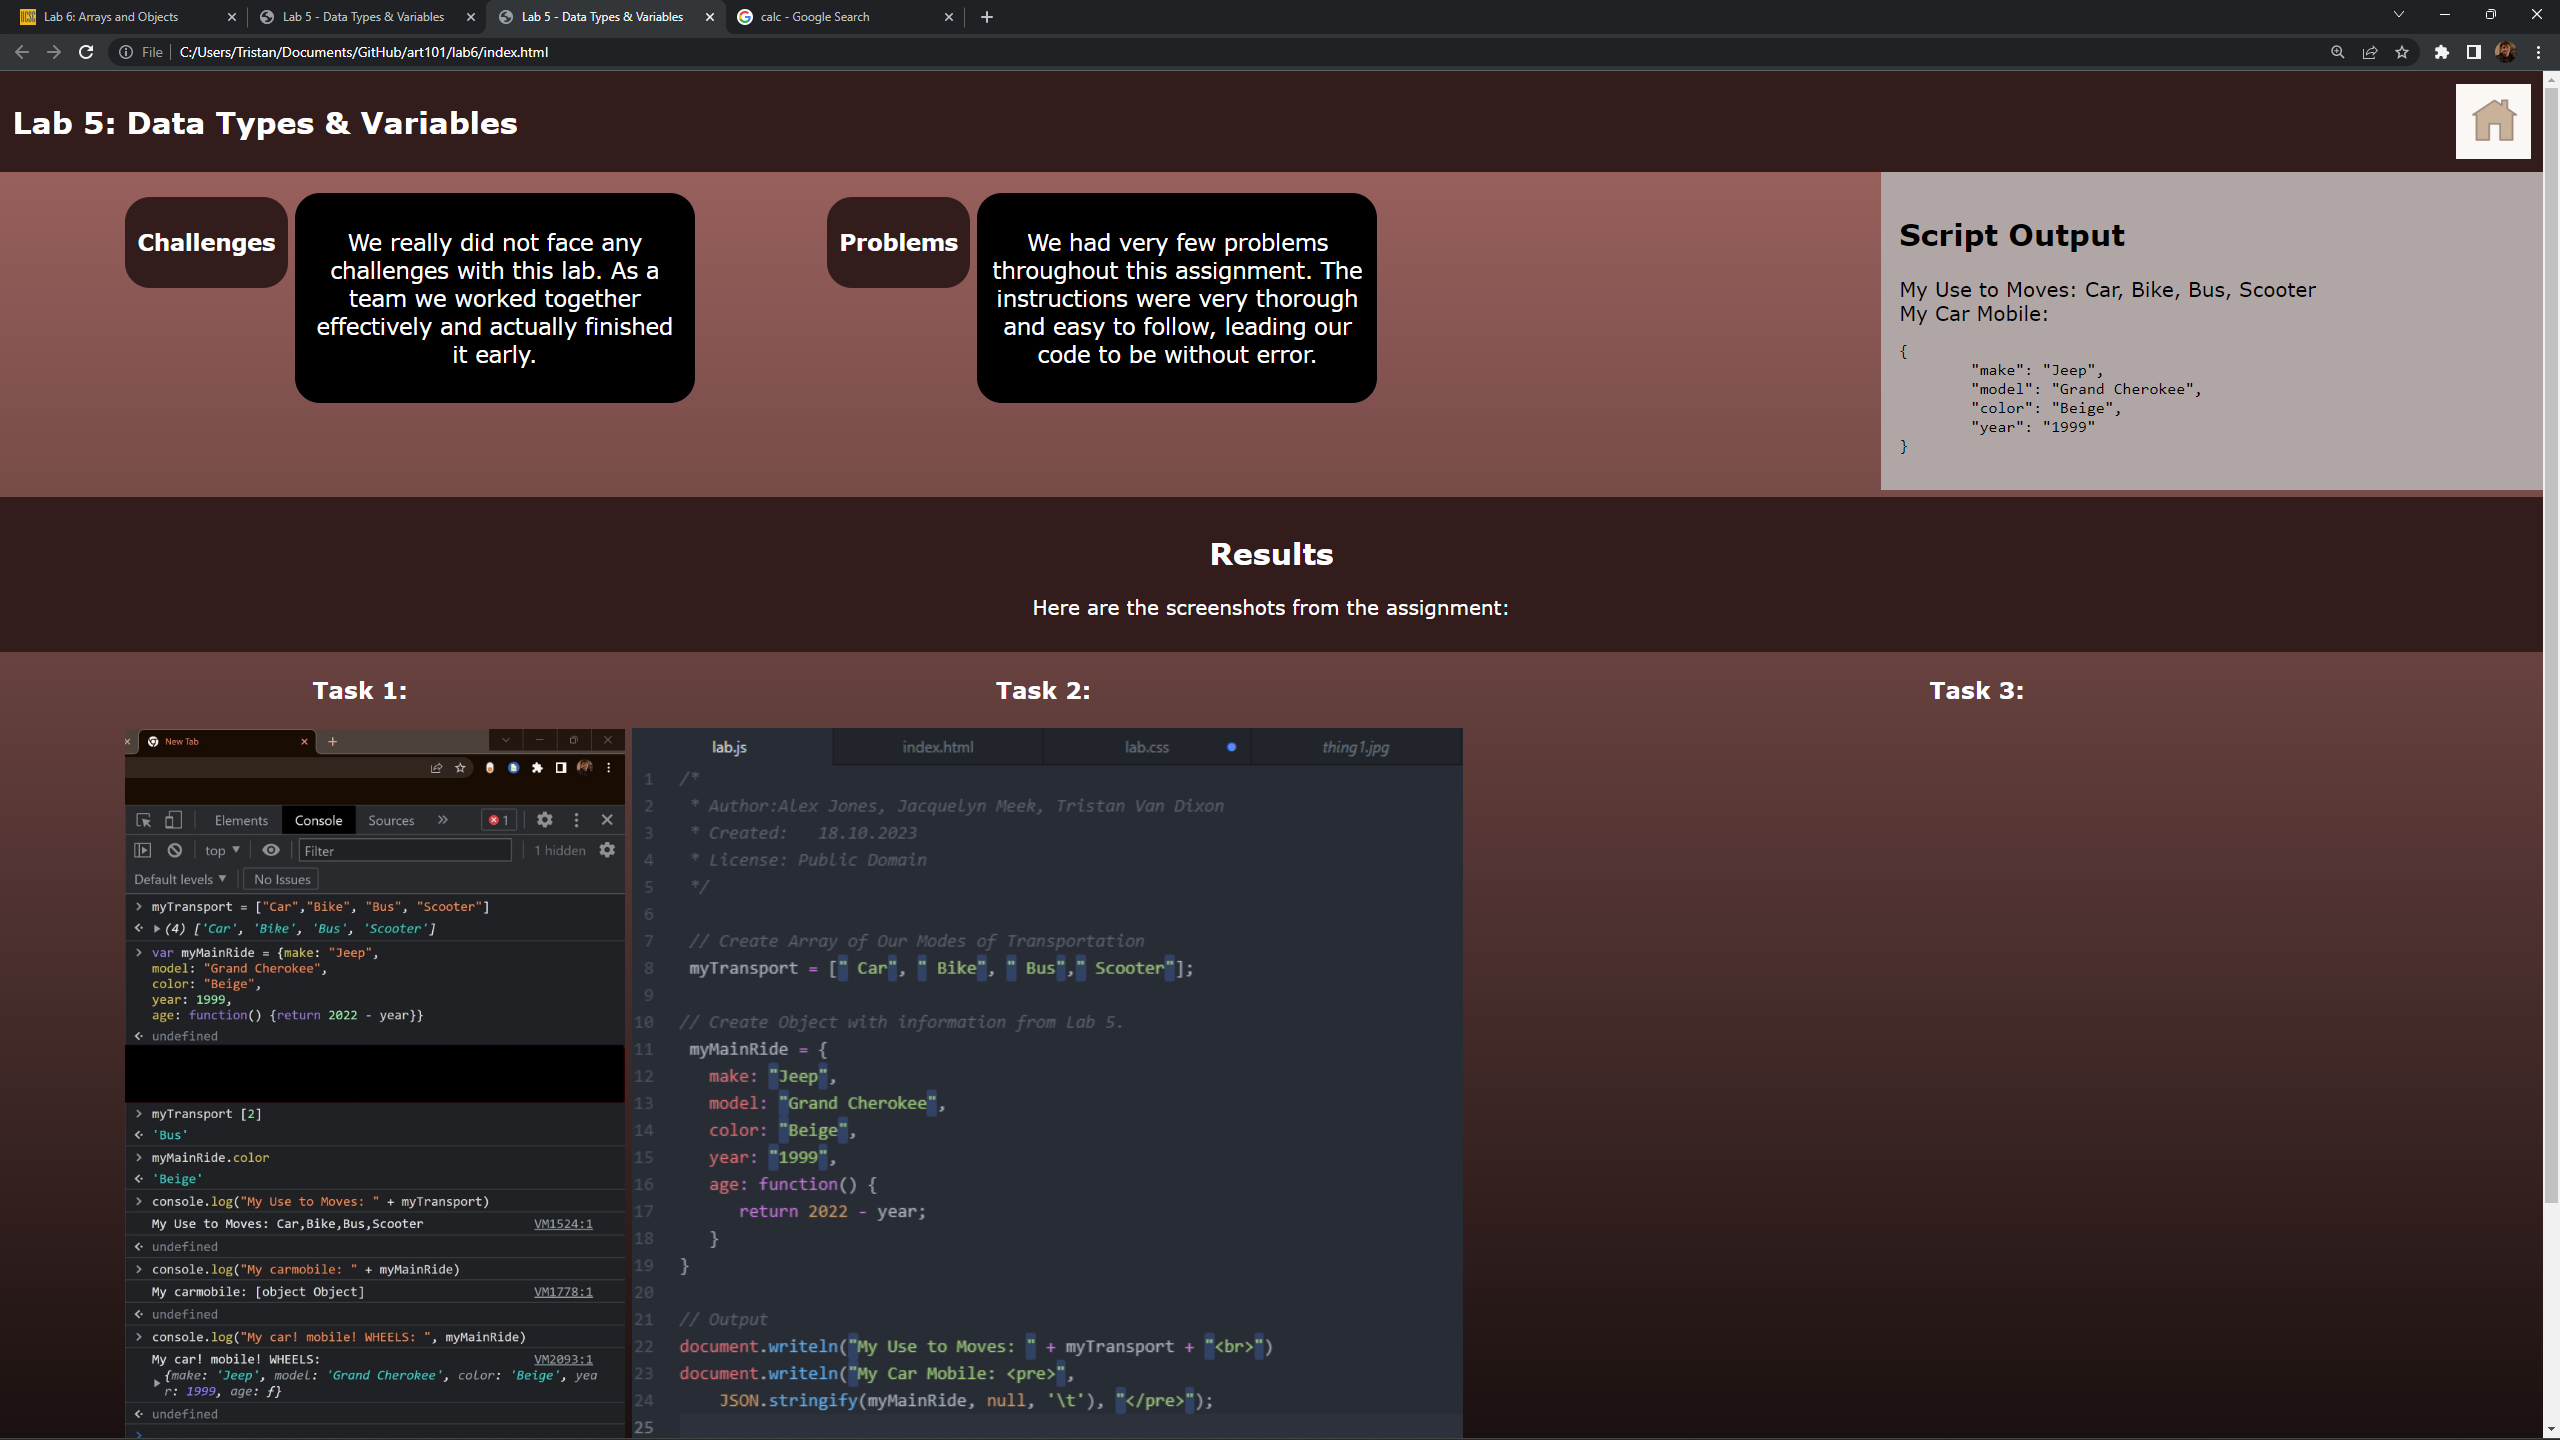 Lab 6: Arrays and Objects
Lab 5 - Data Types & Variables
Lab 5 - Data Types & Variables
calc - Google Search
File
C:/Users/Tristan/Documents/GitHub/art101/lab6/index.html
Lab 5: Data Types & Variables
Challenges
We really did not face any
challenges with this lab. As a
team we worked together
effectively and actually finished
it early.
Problems
We had very few problems
throughout this assignment. The
instructions were very thorough
and easy to follow, leading our
code to be without error.
Script Output
My Use to Moves: Car, Bike, Bus, Scooter
My Car Mobile:
{
"make": "Jeep",
"model": "Grand Cherokee",
"color": "Beige",
"year": "1999"
}
Results
Here are the screenshots from the assignment:
Task 1:
New Tab
Elements Console Sources » 1
top Filter 1 hidden
Default levels No Issues
> myTransport = ["Car","Bike", "Bus", "Scooter"]
(4) ['Car', 'Bike', 'Bus', 'Scooter']
> var myMainRide = {make: "Jeep",
model: "Grand Cherokee",
color: "Beige",
year: 1999,
age: function() {return 2022 - year}}
undefined
> myTransport [2]
'Bus'
> myMainRide.color
'Beige'
> console.log("My Use to Moves: " + myTransport)
My Use to Moves: Car,Bike,Bus,Scooter VM1524:1
undefined
> console.log("My carmobile: " + myMainRide)
My carmobile: [object Object] VM1778:1
undefined
> console.log("My car! mobile! WHEELS: ", myMainRide)
My car! mobile! WHEELS: VM2093:1
{make: 'Jeep', model: 'Grand Cherokee', color: 'Beige', yea
r: 1999, age: ƒ}
undefined
>
Task 2:
lab.js index.html lab.css thing1.jpg
1 /*
2 * Author:Alex Jones, Jacquelyn Meek, Tristan Van Dixon
3 * Created: 18.10.2023
4 * License: Public Domain
5 */
6
7 // Create Array of Our Modes of Transportation
8 myTransport = [" Car", " Bike", " Bus"," Scooter"];
9
10 // Create Object with information from Lab 5.
11 myMainRide = {
12 make: "Jeep",
13 model: "Grand Cherokee",
14 color: "Beige",
15 year: "1999",
16 age: function() {
17 return 2022 - year;
18 }
19 }
20
21 // Output
22 document.writeln("My Use to Moves: " + myTransport + "<br>")
23 document.writeln("My Car Mobile: <pre>",
24 JSON.stringify(myMainRide, null, '\t'), "</pre>");
25
Task 3: